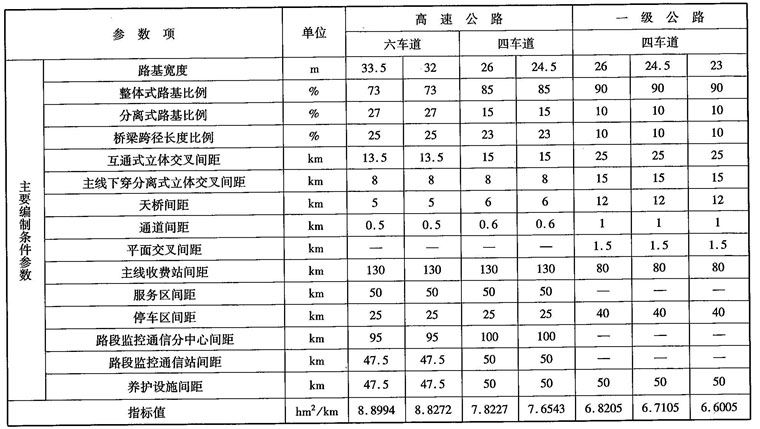 参 数 项 单位 高 速 公 路 一 级 公 路
六车道 四车道 四车道
主要编制条件参数
路基宽度 m 33.5 32 26 24.5 26 24.5 23
整体式路基比例 % 73 73 85 85 90 90 90
分离式路基比例 % 27 27 15 15 10 10 10
桥梁跨径长度比例 % 25 25 23 23 10 10 10
互通式立体交叉间距 km 13.5 13.5 15 15 25 25 25
主线下穿分离式立体交叉间距 km 8 8 8 8 15 15 15
天桥间距 km 5 5 6 6 12 12 12
通道间距 km 0.5 0.5 0.6 0.6 1 1 1
平面交叉间距 km — — — — 1.5 1.5 1.5
主线收费站间距 km 130 130 130 130 80 80 80
服务区间距 km 50 50 50 50 — — —
停车区间距 km 25 25 25 25 40 40 40
路段监控通信分中心间距 km 95 95 100 100 — — —
路段监控通信站间距 km 47.5 47.5 50 50 — — —
养护设施间距 km 47.5 47.5 50 50 50 50 50
指标值 hm²/km 8.8994 8.8272 7.8227 7.6543 6.8205 6.7105 6.6005